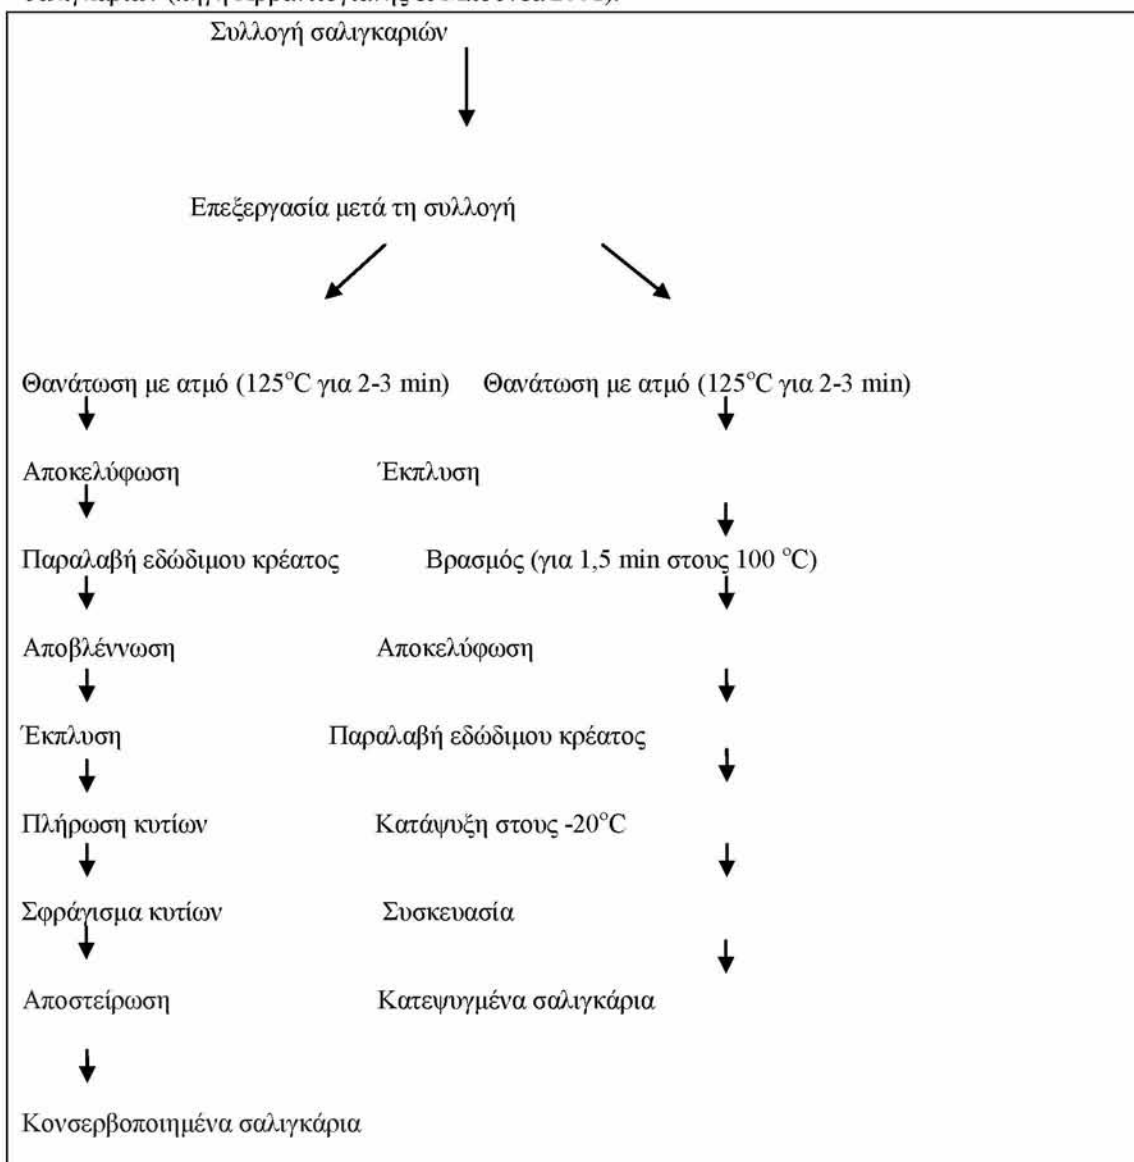 Συλλογή σαλιγκαριών
Επεξεργασία μετά τη συλλογή
Θανάτωση με ατμό (125°C για 2-3 min) Θανάτωση με ατμό (125°C για 2-3 min)
Αποκελύφωση Έκπλυση
Παραλαβή εδώδιμου κρέατος Βρασμός (για 1,5 min στους 100 °C)
Αποβλέννωση Αποκελύφωση
Έκπλυση Παραλαβή εδώδιμου κρέατος
Πλήρωση κυτίων Κατάψυξη στους -20°C
Σφράγισμα κυτίων Συσκευασία
Αποστείρωση Κατεψυγμένα σαλιγκάρια
Κονσερβοποιημένα σαλιγκάρια